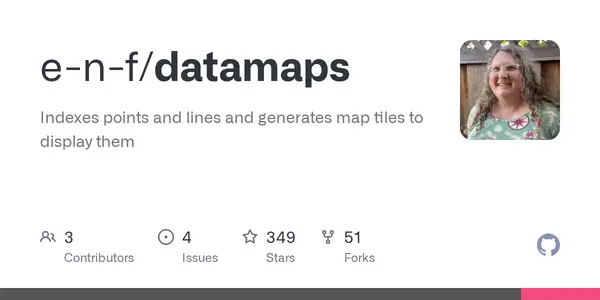 e-n-f/datamaps
Indexes points and lines and generates map tiles to
display them
3 4 349 51
Contributors Issues Stars Forks